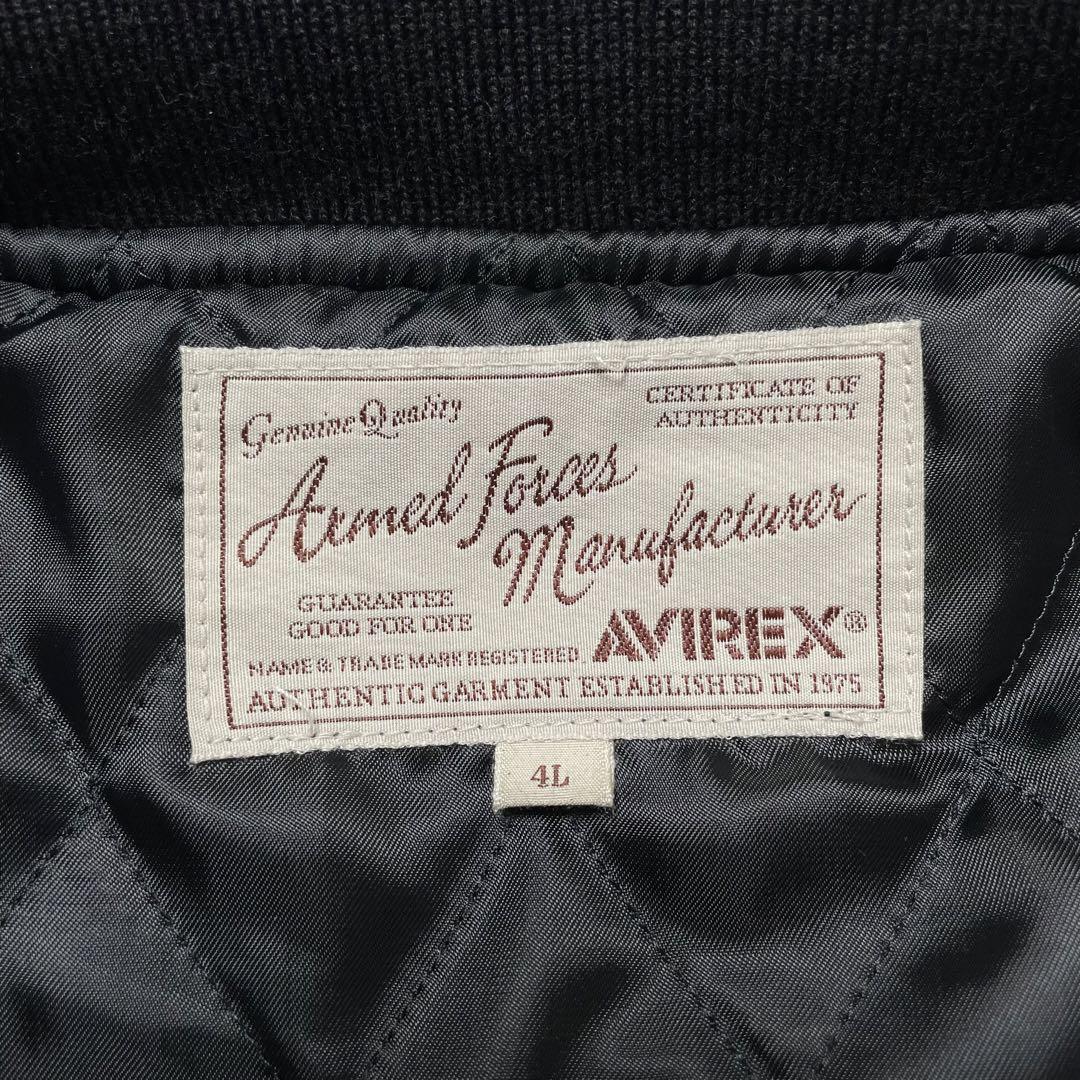 Genuine Quality
CERTIFICATE OF
AUTHENTICITY
Armed Forces
Manufacturer
GUARANTEE
GOOD FOR ONE
AVIREX®
NAME & TRADE MARK REGISTERED.
AUTHENTIC GARMENT ESTABLISHED IN 1975
4L